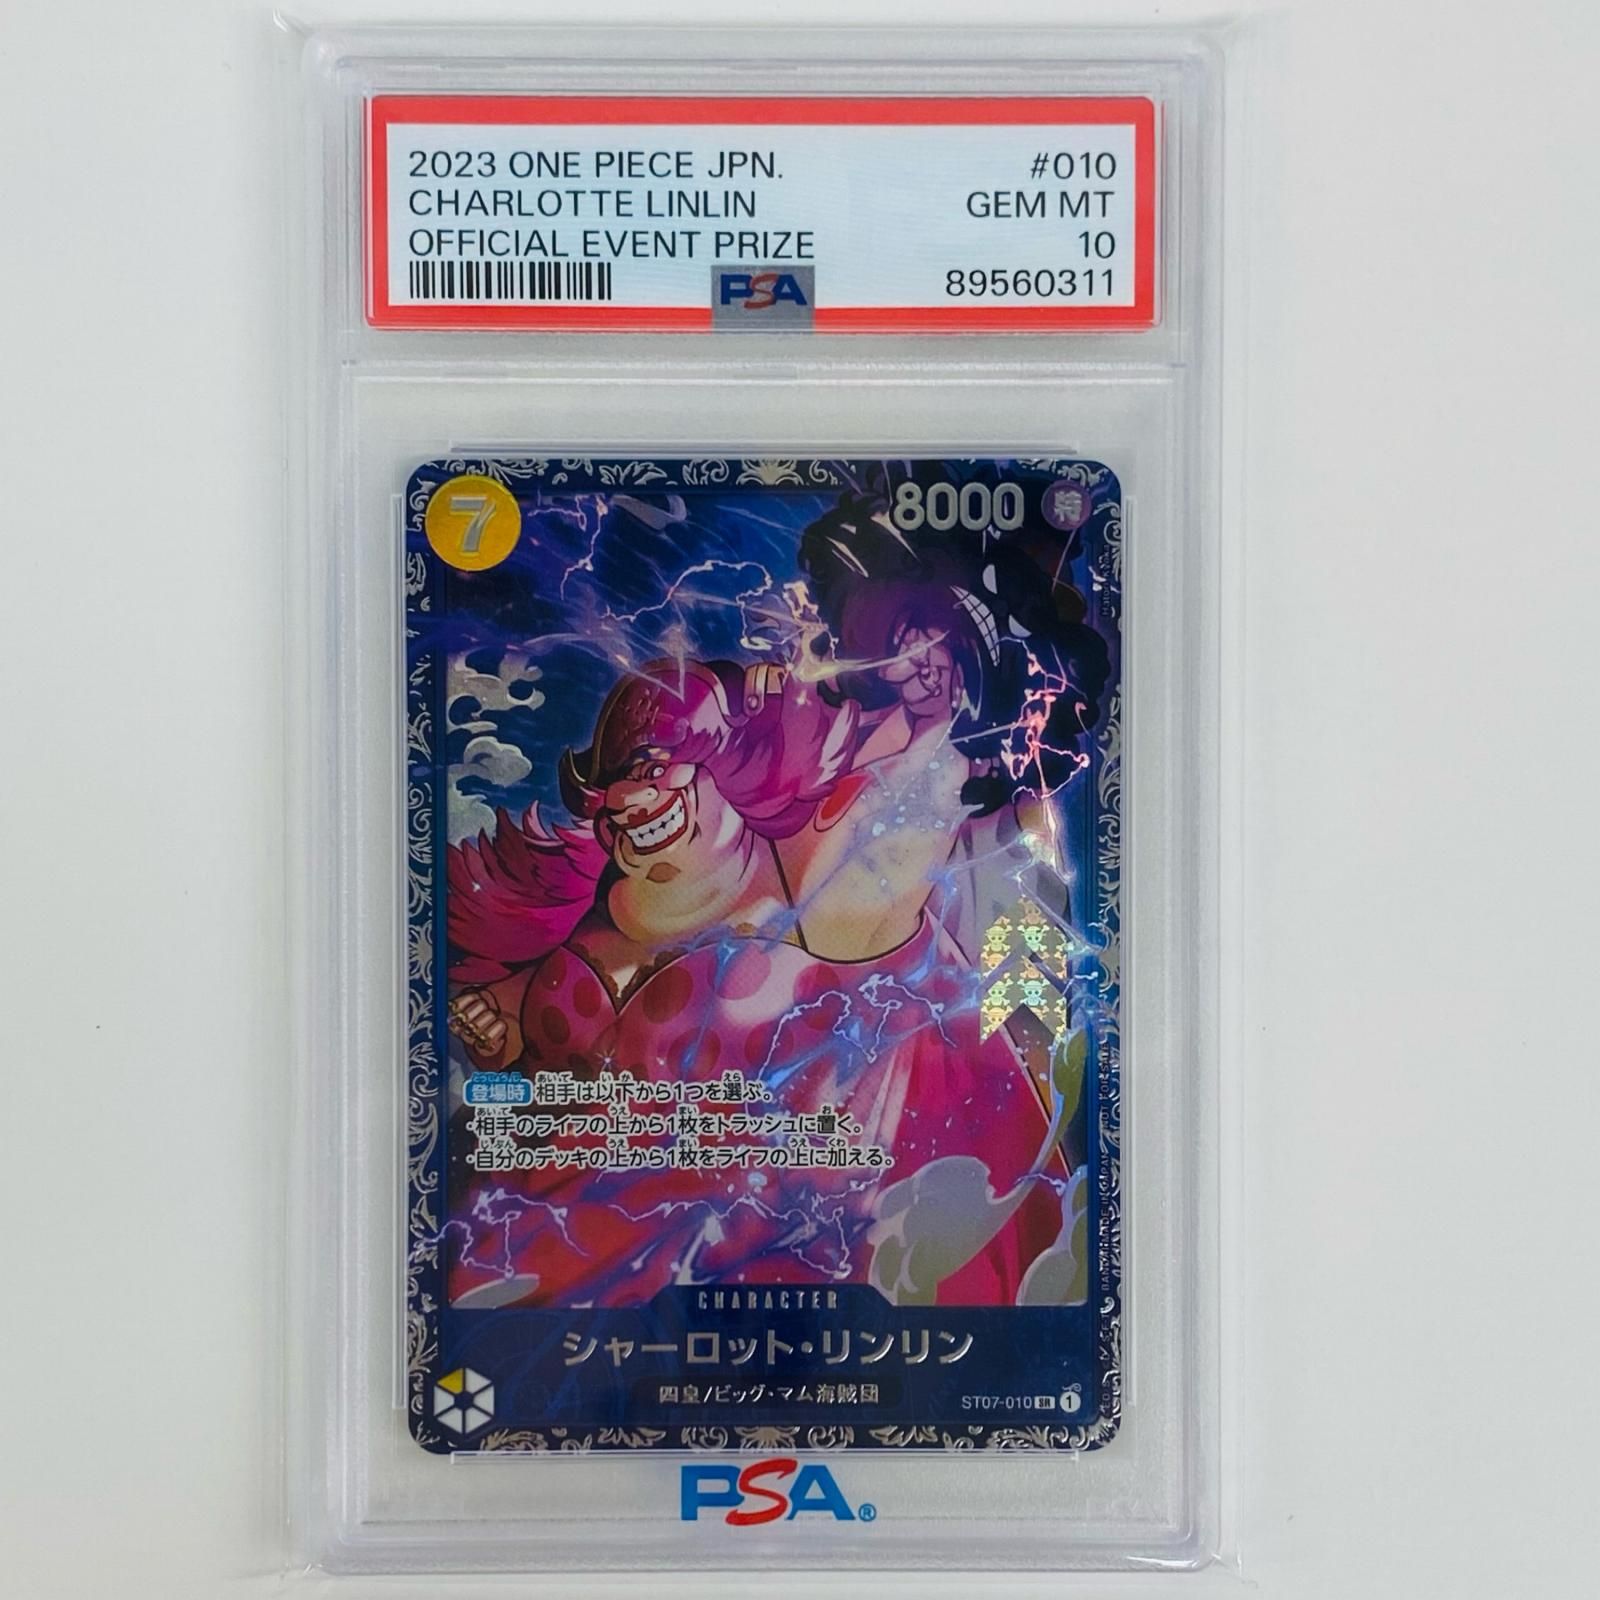 2023 ONE PIECE JPN. #010
CHARLOTTE LINLIN GEM MT
OFFICIAL EVENT PRIZE 10
PSA 89560311
7 8000 特
登場時 相手は以下から1つを選ぶ。
・相手のライフの上から1枚をトラッシュに置く。
・自分のデッキの上から1枚をライフの上に加える。
CHARACTER
シャーロット・リンリン
四皇/ビッグ・マム海賊団
ST07-010 SR 1
NOT FOR SALE
PSA®